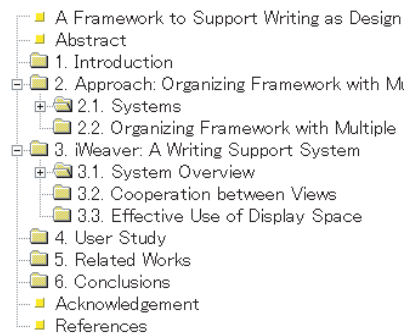 A Framework to Support Writing as Design
Abstract
1. Introduction
2. Approach: Organizing Framework with Mu
2.1. Systems
2.2. Organizing Framework with Multiple
3. iWeaver: A Writing Support System
3.1. System Overview
3.2. Cooperation between Views
3.3. Effective Use of Display Space
4. User Study
5. Related Works
6. Conclusions
Acknowledgement
References